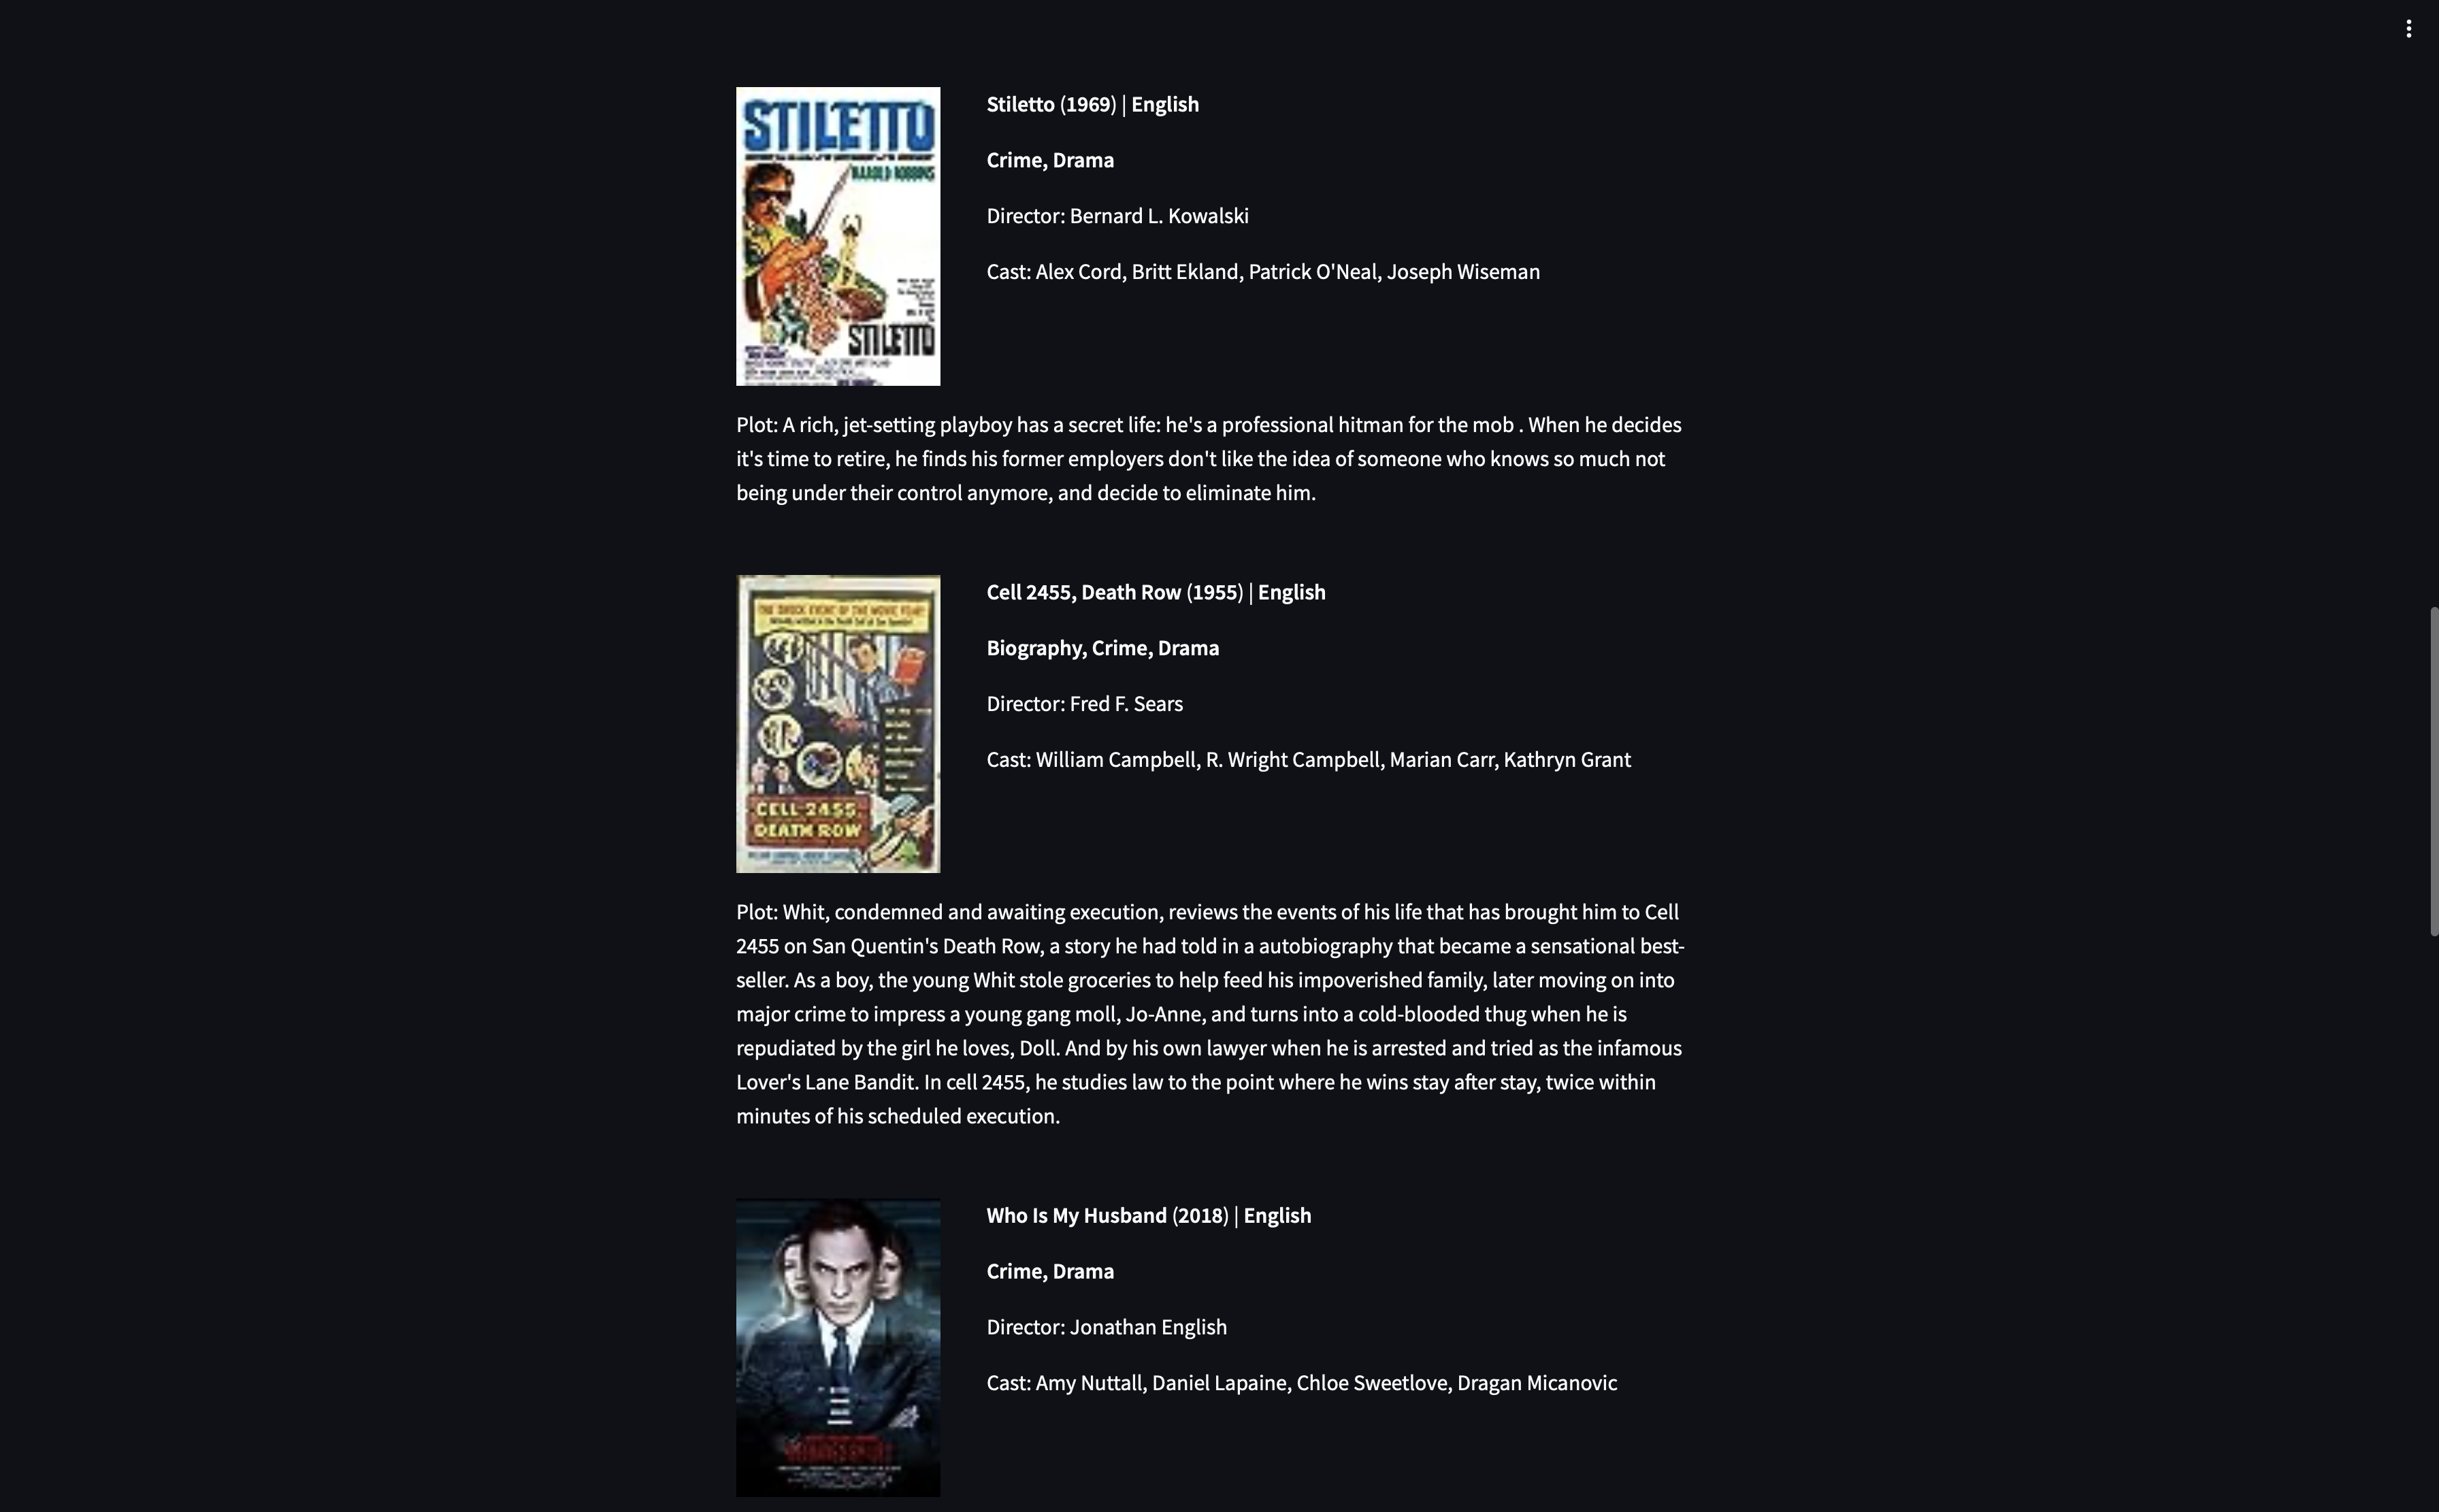 STILETTO
HAROLD ROBBINS
STILETTO
Stiletto (1969) | English
Crime, Drama
Director: Bernard L. Kowalski
Cast: Alex Cord, Britt Ekland, Patrick O'Neal, Joseph Wiseman
Plot: A rich, jet-setting playboy has a secret life: he's a professional hitman for the mob . When he decides
it's time to retire, he finds his former employers don't like the idea of someone who knows so much not
being under their control anymore, and decide to eliminate him.
THE SHOCK EVENT OF THE MOVIE YEAR!
CELL 2455
DEATH ROW
Cell 2455, Death Row (1955) | English
Biography, Crime, Drama
Director: Fred F. Sears
Cast: William Campbell, R. Wright Campbell, Marian Carr, Kathryn Grant
Plot: Whit, condemned and awaiting execution, reviews the events of his life that has brought him to Cell
2455 on San Quentin's Death Row, a story he had told in a autobiography that became a sensational best-
seller. As a boy, the young Whit stole groceries to help feed his impoverished family, later moving on into
major crime to impress a young gang moll, Jo-Anne, and turns into a cold-blooded thug when he is
repudiated by the girl he loves, Doll. And by his own lawyer when he is arrested and tried as the infamous
Lover's Lane Bandit. In cell 2455, he studies law to the point where he wins stay after stay, twice within
minutes of his scheduled execution.
Who Is My Husband (2018) | English
Crime, Drama
Director: Jonathan English
Cast: Amy Nuttall, Daniel Lapaine, Chloe Sweetlove, Dragan Micanovic